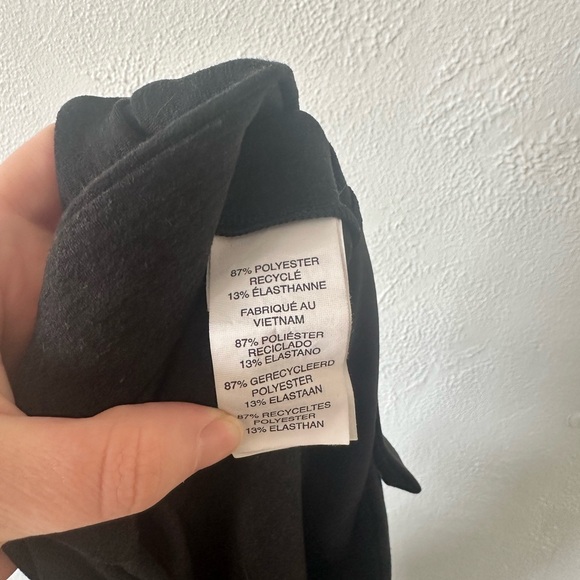 87% POLYESTER
RECYCLÉ
13% ÉLASTHANNE
FABRIQUÉ AU
VIETNAM
87% POLIÉSTER
RECICLADO
13% ELASTANO
87% GERECYCLEERD
POLYESTER
13% ELASTAAN
87% RECYCELTES
POLYESTER
13% ELASTHAN